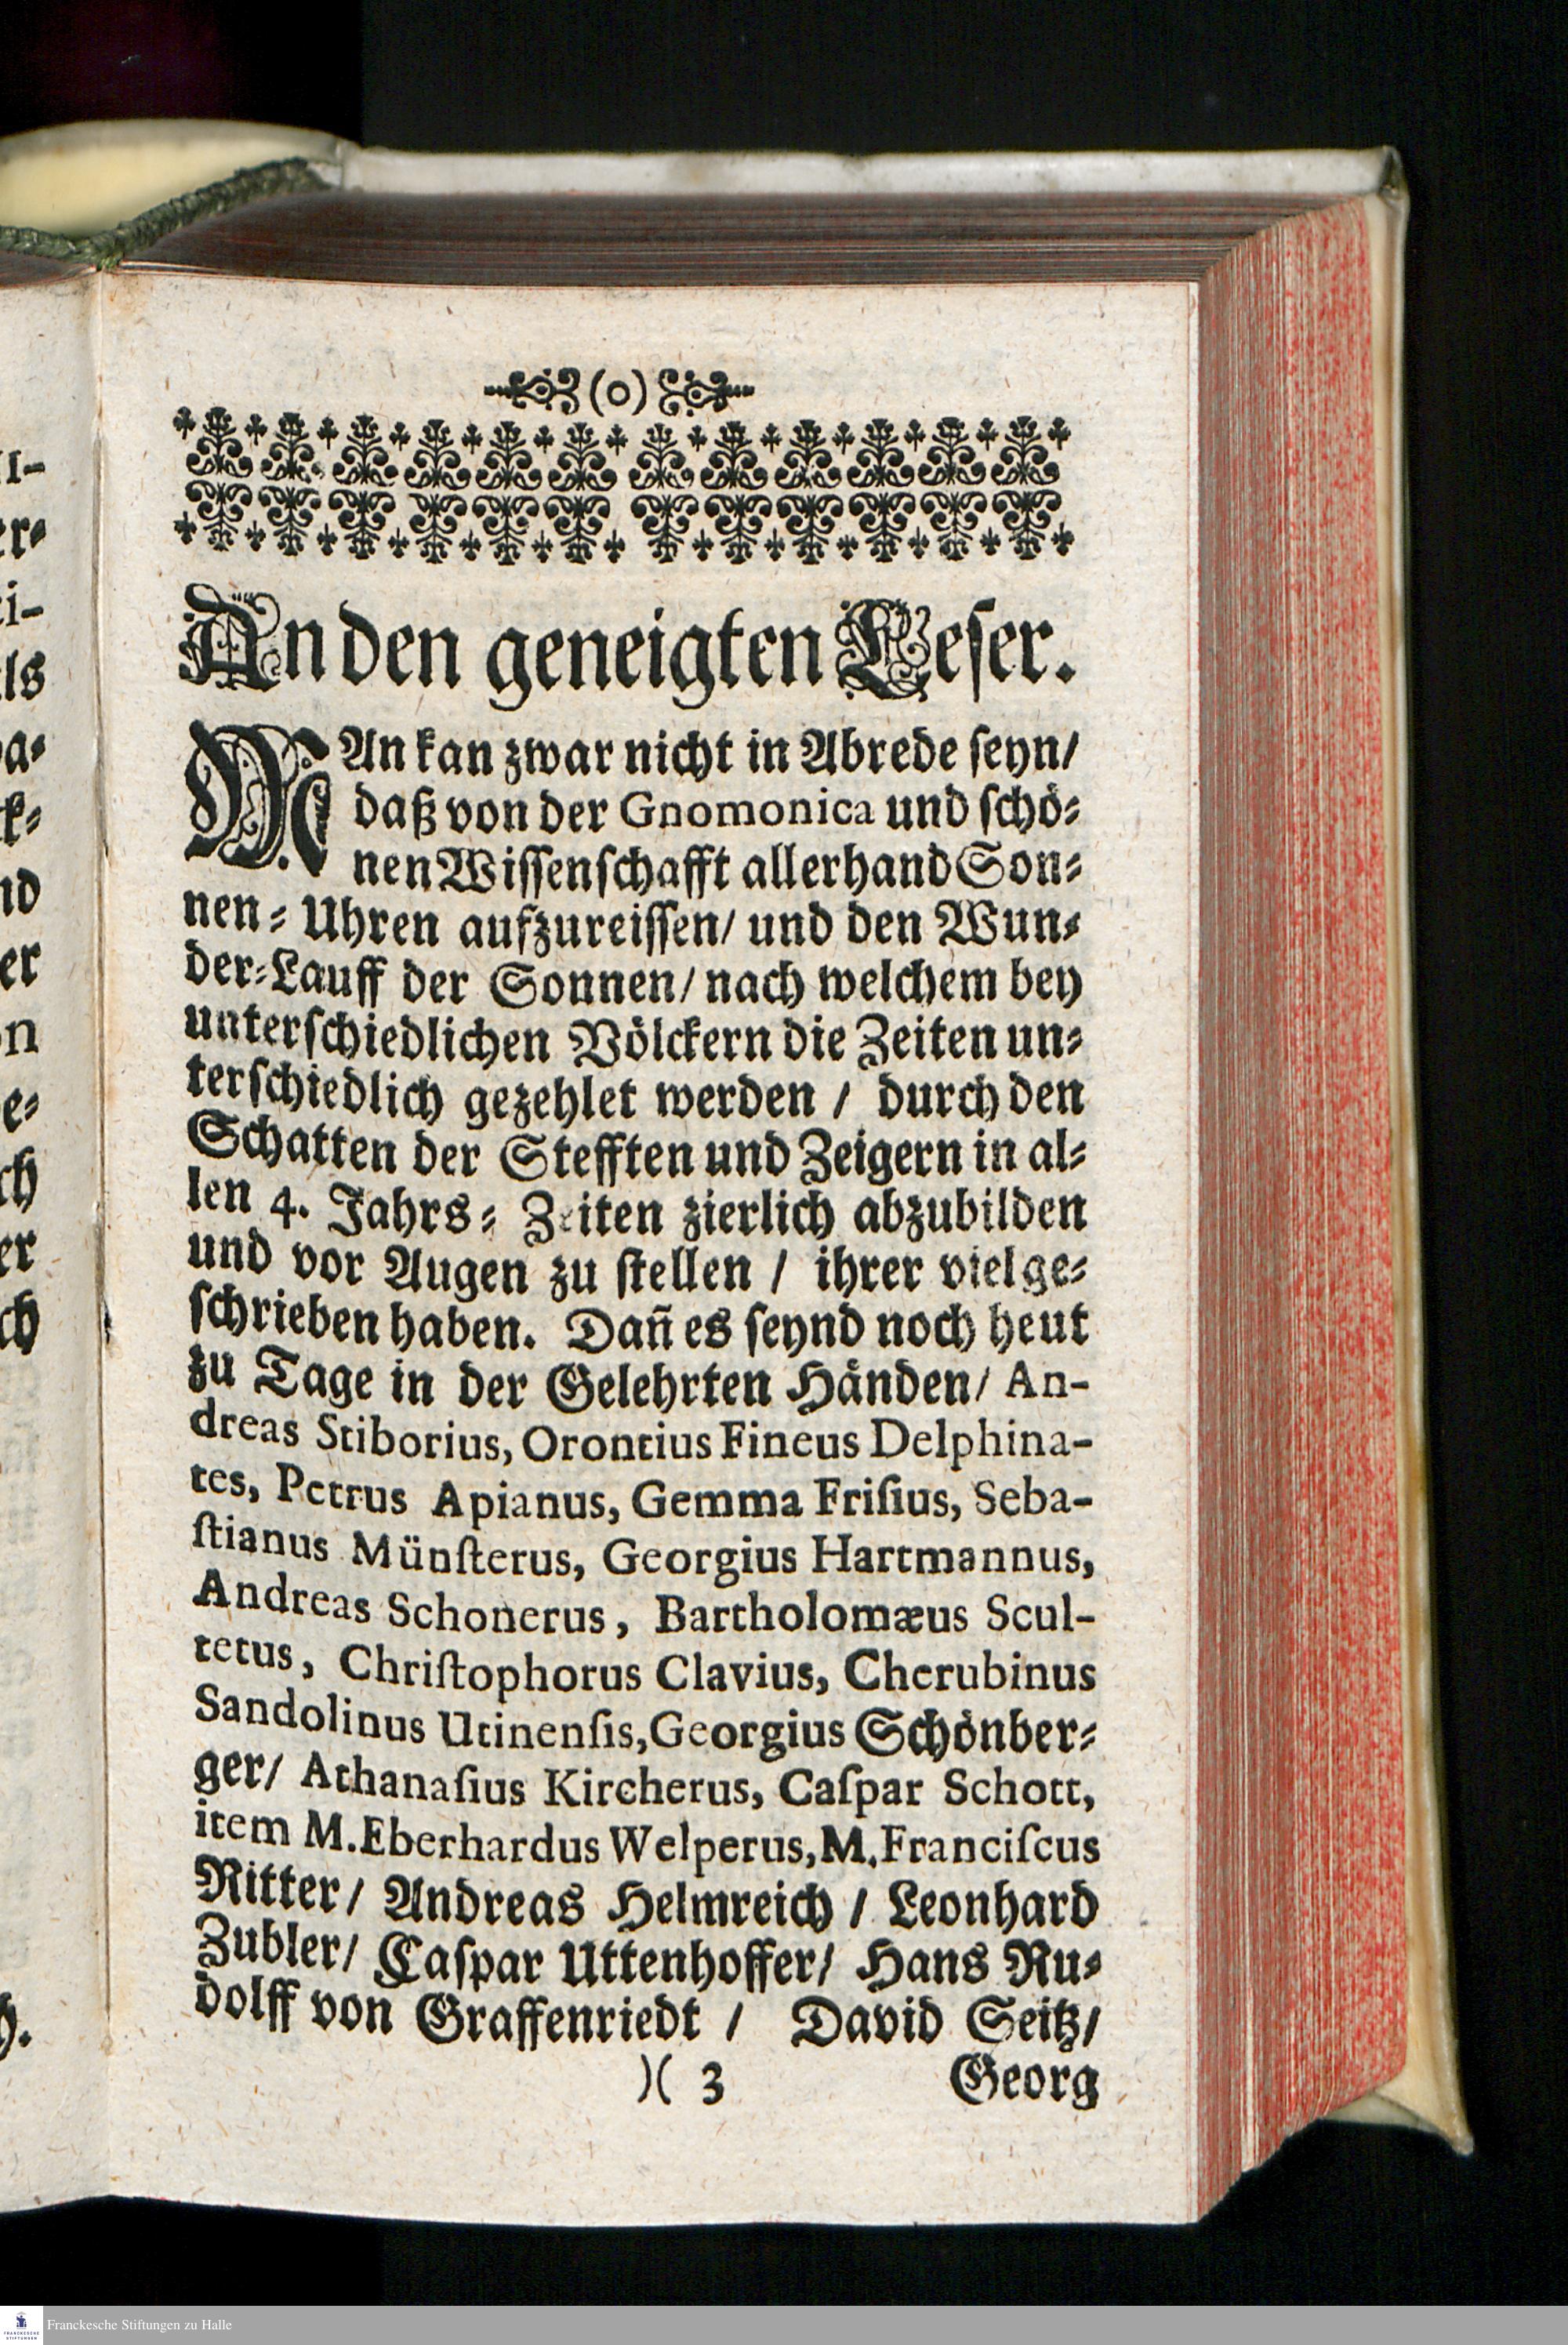 (o)
An den geneigten Leser.
MAn kan zwar nicht in Abrede ſeyn/
daß von der Gnomonica und ſchö⸗
nen Wiſſenſchafft allerhand Son⸗
nen⸗Uhren aufzureiſſen/ und den Wun⸗
der⸗Lauff der Sonnen/ nach welchem bey
unterſchiedlichen Völckern die Zeiten un⸗
terſchiedlich gezehlet werden / durch den
Schatten der Stefften und Zeigern in al⸗
len 4. Jahrs⸗Zeiten zierlich abzubilden
und vor Augen zu ſtellen / ihrer viel ge⸗
ſchrieben haben. Dañ es ſeynd noch heut
zu Tage in der Gelehrten Händen/ An-
dreas Stiborius, Orontius Fineus Delphina-
tes, Petrus Apianus, Gemma Friſius, Seba-
ſtianus Münſterus, Georgius Hartmannus,
Andreas Schonerus, Bartholomæus Scul-
tetus, Chriſtophorus Clavius, Cherubinus
Sandolinus Utinenſis, Georgius Schönber⸗
ger/ Athanaſius Kircherus, Caſpar Schott,
item M. Eberhardus Welperus, M. Franciſcus
Ritter/ Andreas Helmreich / Leonhard
Zubler/ Caſpar Uttenhoffer/ Hans Ru⸗
dolff von Graffenriedt / David Seitz/
)( 3 Georg
Franckesche Stiftungen zu Halle